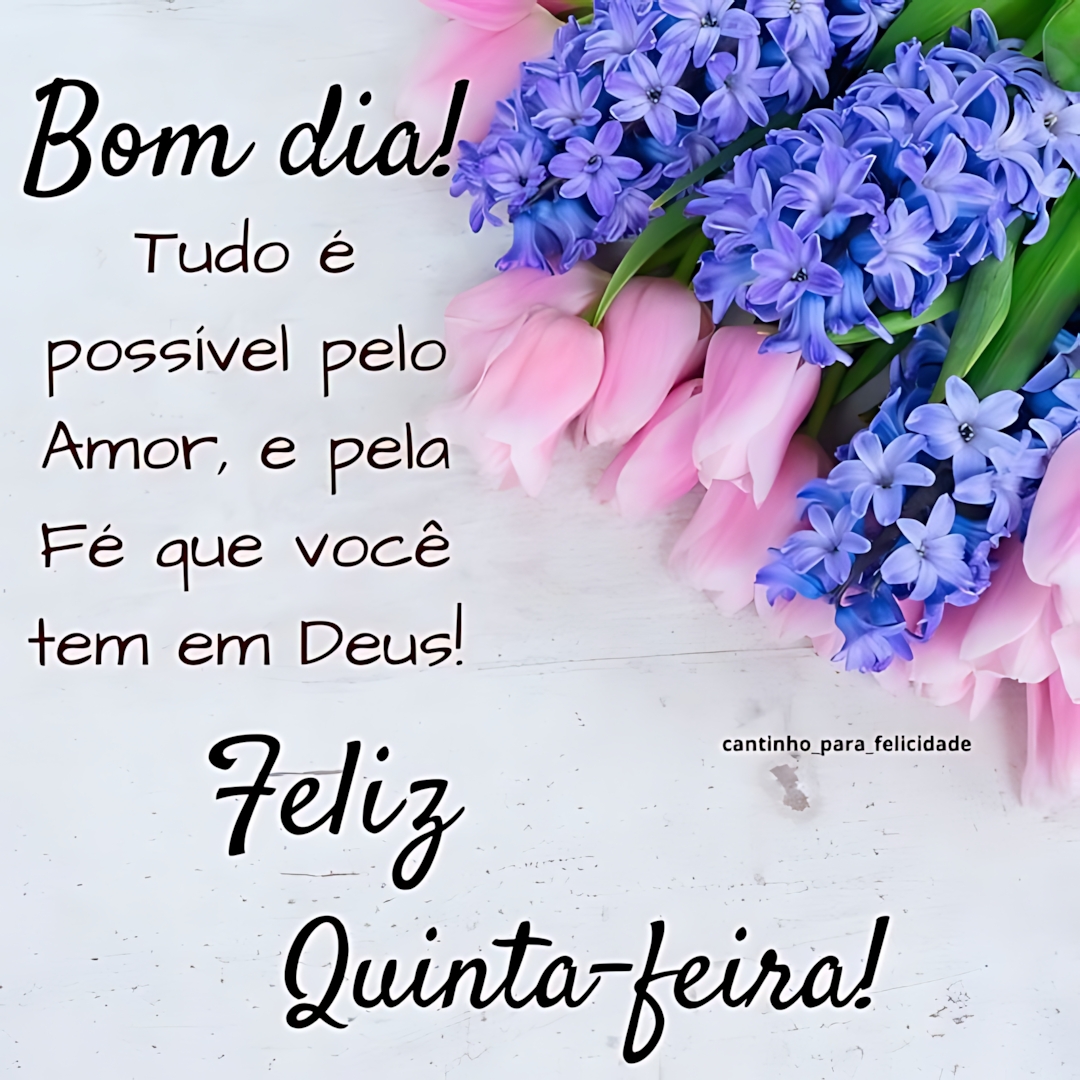 Bom dia!
Tudo é
possível pelo
Amor, e pela
Fé que você
tem em Deus!
Feliz
cantinho_para_felicidade
Quinta-feira!